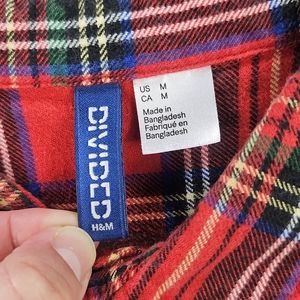 DIVIDED
H&M
US M
CA M
Made in
Bangladesh
Fabriqué en
Bangladesh